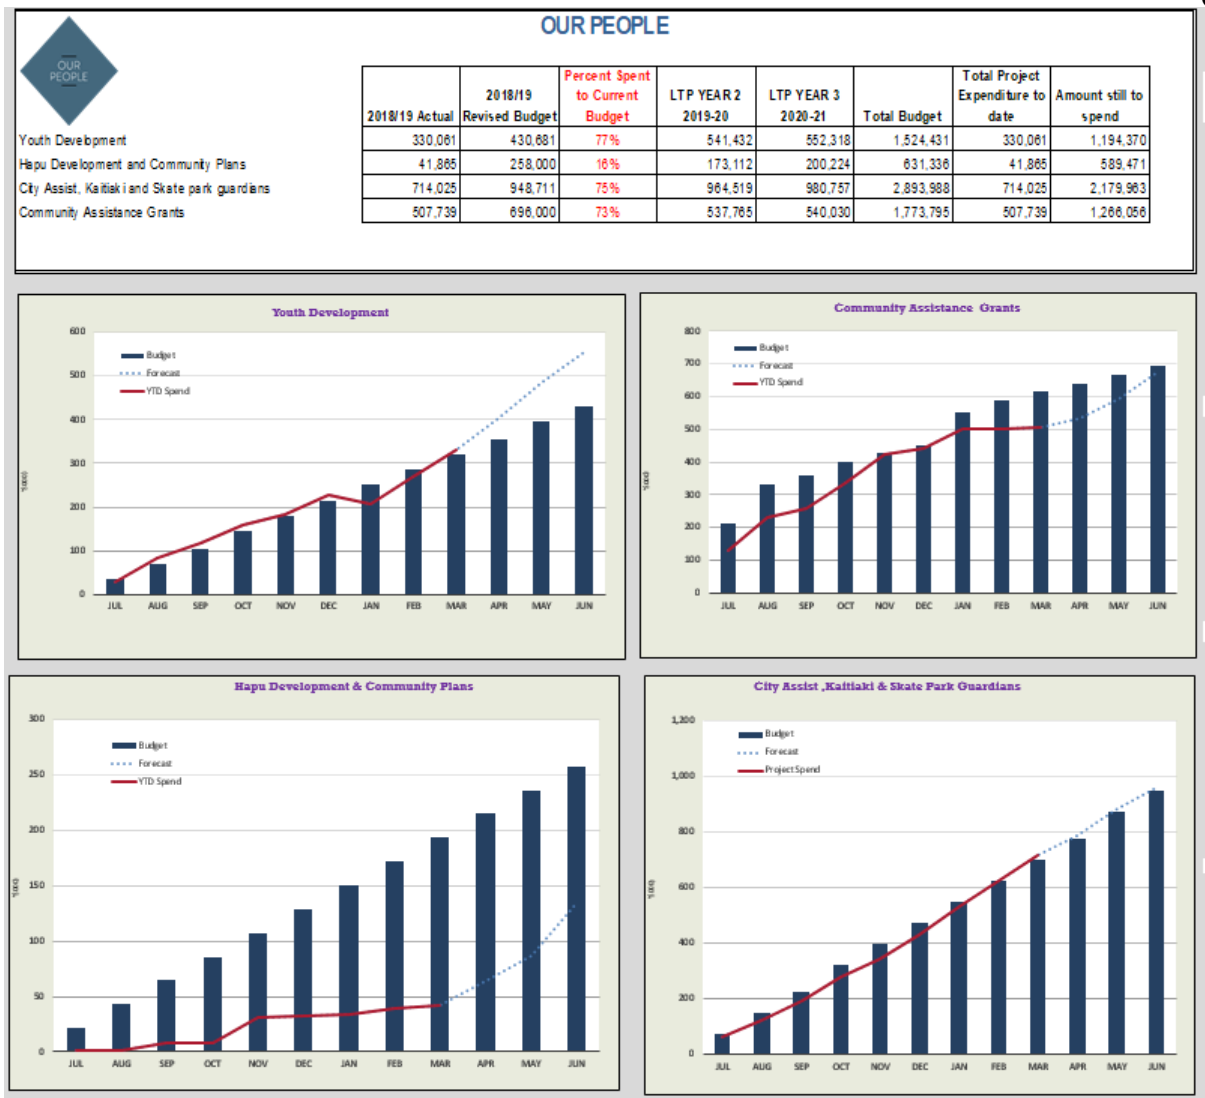 OUR PEOPLE
OUR
PEOPLE
2018/19 Actual 2018/19 Revised Budget Percent Spent to Current Budget LTP YEAR 2 2019-20 LTP YEAR 3 2020-21 Total Budget Total Project Expenditure to date Amount still to spend
Youth Development 330,061 430,681 77% 541,432 552,318 1,524,431 330,061 1,194,370
Hapu Development and Community Plans 41,865 258,000 16% 173,112 200,224 631,336 41,865 589,471
City Assist, Kaitiaki and Skate park guardians 714,025 948,711 75% 964,519 980,757 2,893,988 714,025 2,179,963
Community Assistance Grants 507,739 696,000 73% 537,765 540,030 1,773,795 507,739 1,266,056
Youth Development
600
500
400
300
200
100
0
Budget
Forecast
YTD Spend
JUL AUG SEP OCT NOV DEC JAN FEB MAR APR MAY JUN
Community Assistance Grants
800
700
600
500
400
300
200
100
0
Budget
Forecast
YTD Spend
JUL AUG SEP OCT NOV DEC JAN FEB MAR APR MAY JUN
Hapu Development & Community Plans
300
250
200
150
100
50
0
Budget
Forecast
YTD Spend
JUL AUG SEP OCT NOV DEC JAN FEB MAR APR MAY JUN
City Assist ,Kaitiaki & Skate Park Guardians
1,200
1,000
800
600
400
200
0
Budget
Forecast
Project Spend
JUL AUG SEP OCT NOV DEC JAN FEB MAR APR MAY JUN